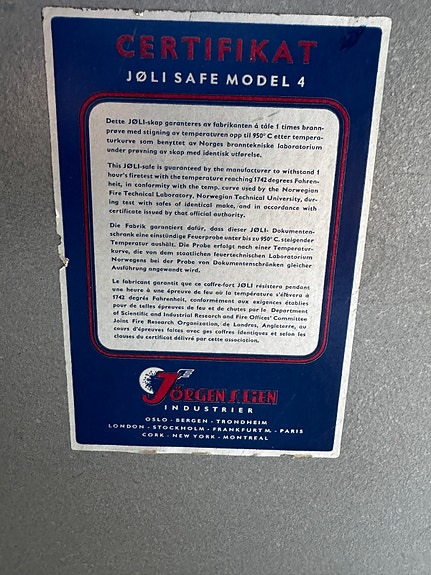 CERTIFIKAT
JØLI SAFE MODEL 4
Dette JØLI-skap garanteres av fabrikanten å tåle 1 times brann-
prøve med stigning av temperaturen opp til 950° C etter tempera-
turkurve som benyttet av Norges branntekniske laboratorium
under prøving av skap med identisk utførelse.
This JØLI-safe is guaranteed by the manufacturer to withstand 1
hour's firetest with the temperature reaching 1742 degrees Fahren-
heit, in conformity with the temp. curve used by the Norwegian
Fire Technical Laboratory, Norwegian Technical University, dur-
ing test with safes of identical make, and in accordance with
certificate issued by that official authority.
Die Fabrik garantiert dafür, dass dieser JØLI- Dokumenten-
schrank eine einstündige Feuerprobe unter bis zu 950° C. steigender
Temperatur aushält. Die Probe erfolgt nach einer Temperatur-
kurve, die von dem staatlichen feuertechnischen Laboratorium
Norwegens bei der Probe von Dokumentenschränken gleicher
Ausführung angewandt wird.
Le fabricant garantit que ce coffre-fort JØLI résistera pendant
une heure à une épreuve de feu où la température s'élèvera à
1742 degrés Fahrenheit, conformément aux exigences établies
pour de telles épreuves de feu et de chutes par le Department
of Scientific and Industrial Research and Fire Offices' Committee
Joint Fire Research Organization, de Londres, Angleterre, au
cours d'épreuves faites avec des coffres identiques et selon les
clauses du certificat délivré par cette association.
JÖRGEN S. LIEN
INDUSTRIER
OSLO - BERGEN - TRONDHEIM
LONDON - STOCKHOLM - FRANKFURT M. - PARIS
CORK - NEW YORK - MONTREAL